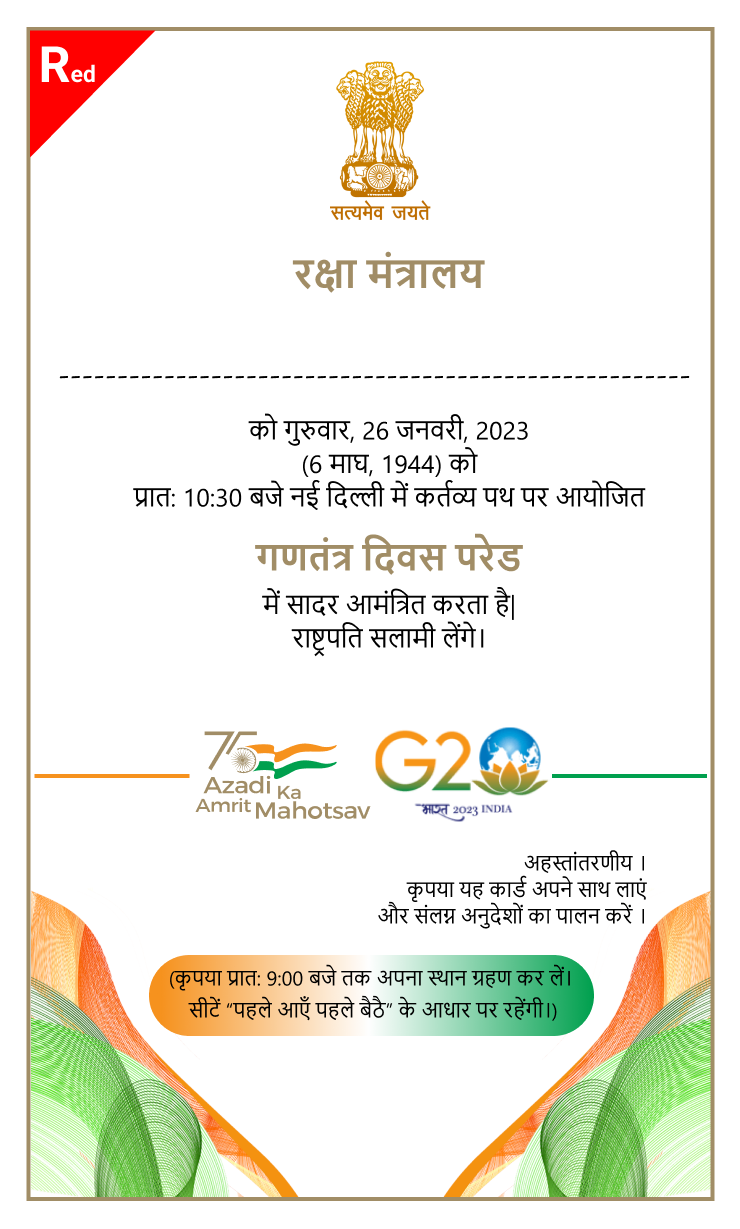 Red
सत्यमेव जयते
रक्षा मंत्रालय
को गुरुवार, 26 जनवरी, 2023
(6 माघ, 1944) को
प्रात: 10:30 बजे नई दिल्ली में कर्तव्य पथ पर आयोजित
गणतंत्र दिवस परेड
में सादर आमंत्रित करता है|
राष्ट्रपति सलामी लेंगे।
75
Azadi Ka
Amrit Mahotsav
G20
भारत 2023 INDIA
अहस्तांतरणीय ।
कृपया यह कार्ड अपने साथ लाएं
और संलग्न अनुदेशों का पालन करें ।
(कृपया प्रात: 9:00 बजे तक अपना स्थान ग्रहण कर लें।
सीटें “पहले आएँ पहले बैठै” के आधार पर रहेंगी।)